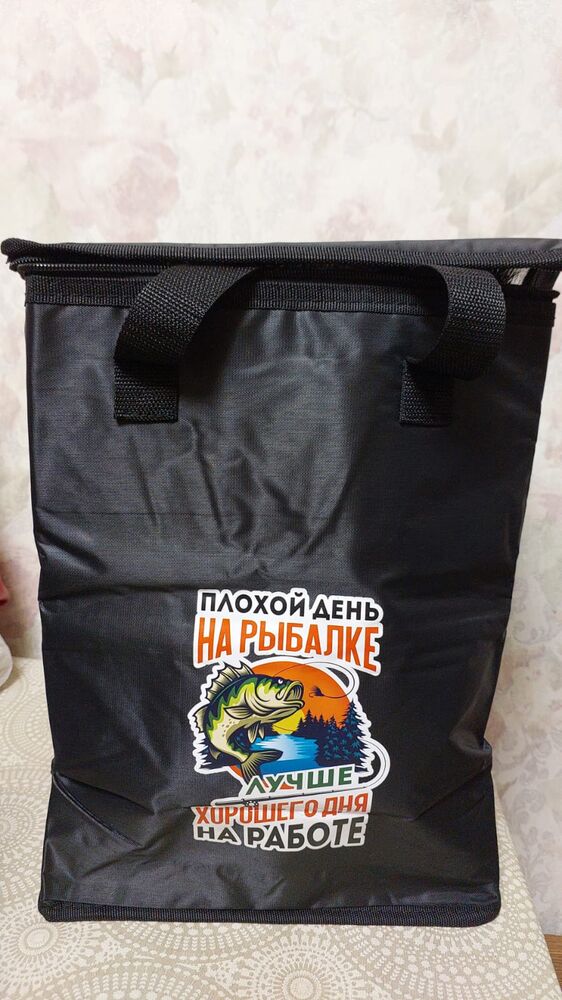 ПЛОХОЙ ДЕНЬ
НА РЫБАЛКЕ
ЛУЧШЕ
ХОРОШЕГО ДНЯ
НА РАБОТЕ